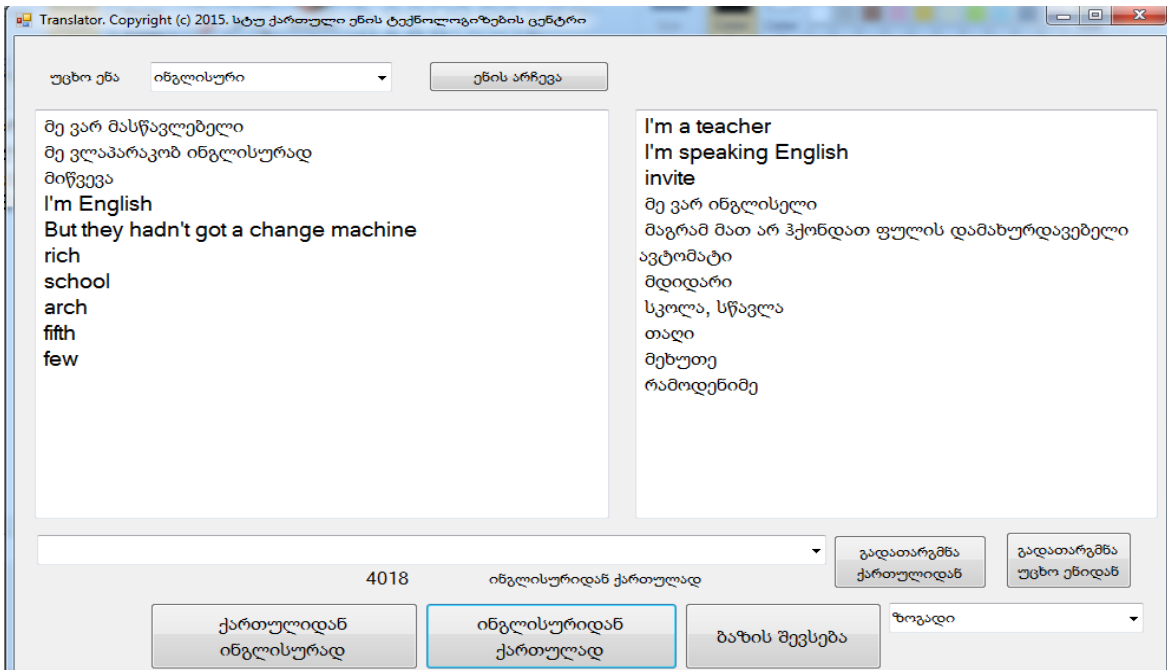 Translator. Copyright (c) 2015. სტუ ქართული ენის ტექნოლოგიზების ცენტრი
უცხო ენა ინგლისური ენის არჩევა
მე ვარ მასწავლებელი
მე ვლაპარაკობ ინგლისურად
მიწვევა
I'm English
But they hadn't got a change machine
rich
school
arch
fifth
few
I'm a teacher
I'm speaking English
invite
მე ვარ ინგლისელი
მაგრამ მათ არ ჰქონდათ ფულის დამახურდავებელი
ავტომატი
მდიდარი
სკოლა, სწავლა
თაღი
მეხუთე
რამოდენიმე
გადათარგმნა
ქართულიდან
გადათარგმნა
უცხო ენიდან
4018 ინგლისურიდან ქართულად
ქართულიდან
ინგლისურად
ინგლისურიდან
ქართულად
ბაზის შევსება
ზოგადი